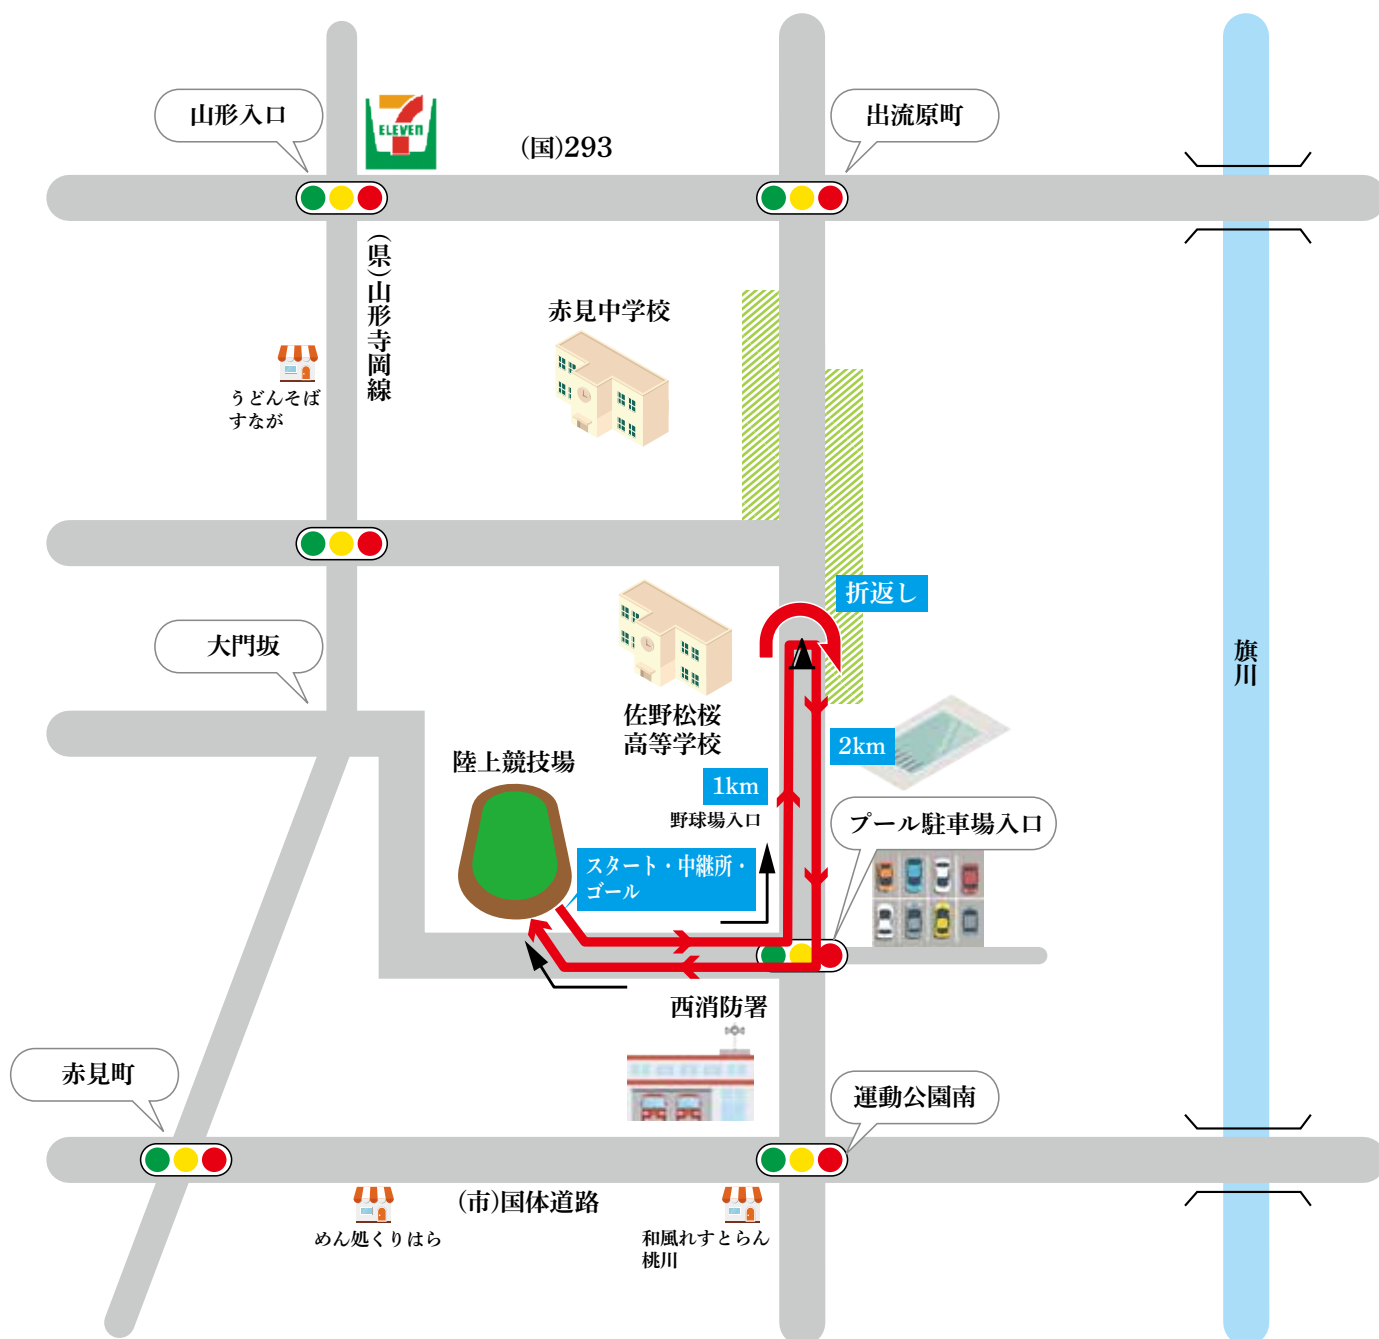 山形入口
7
ELEVEn
(国)293
出流原町
(県)山形寺岡線
赤見中学校
うどんそば
すなが
折返し
大門坂
佐野松桜
高等学校
旗川
2km
陸上競技場
1km
野球場入口
プール駐車場入口
スタート・中継所・
ゴール
西消防署
赤見町
運動公園南
(市)国体道路
めん処くりはら
和風れすとらん
桃川